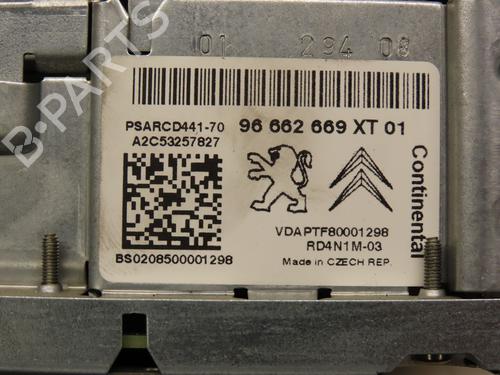 01 294 08
PSARCD441-70 96 662 669 XT 01
A2C53257827
Continental
VDAPTF80001298
RD4N1M-03
BS0208500001298 Made in CZECH REP.